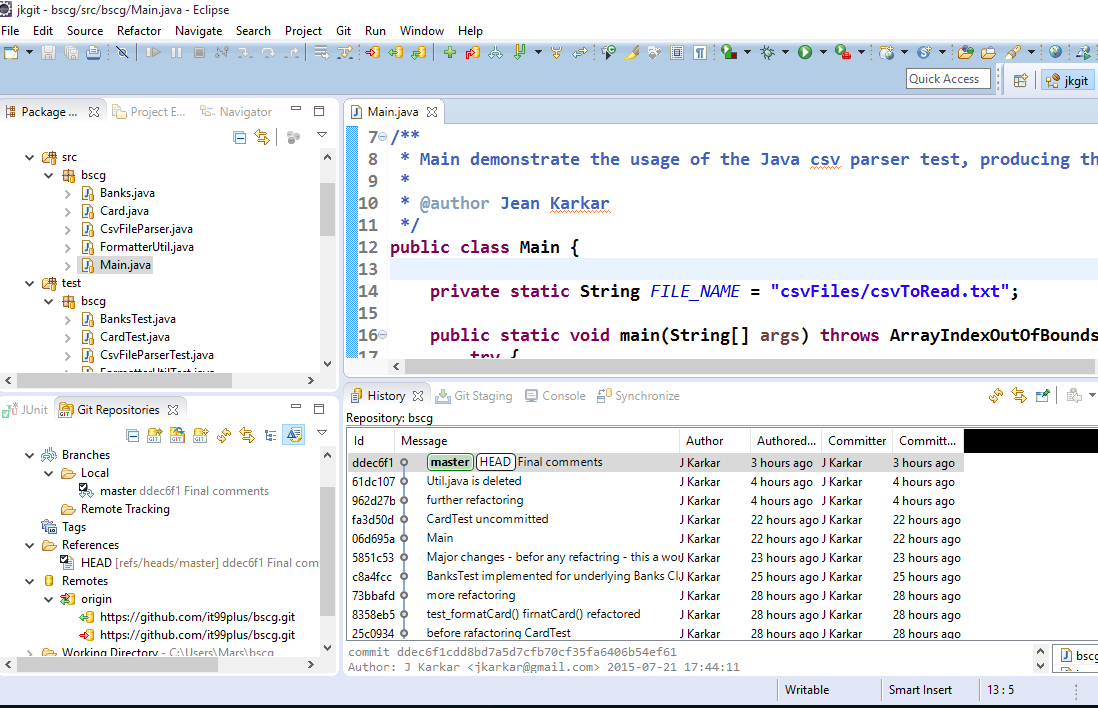 jkgit - bscg/src/bscg/Main.java - Eclipse
File Edit Source Refactor Navigate Search Project Git Run Window Help
Quick Access jkgit
Package ... Project E... Navigator
src
bscg
Banks.java
Card.java
CsvFileParser.java
FormatterUtil.java
Main.java
test
bscg
BanksTest.java
CardTest.java
CsvFileParserTest.java
FormatterUtilTest.java
Main.java
7 /**
8 * Main demonstrate the usage of the Java csv parser test, producing th
9 *
10 * @author Jean Karkar
11 */
12 public class Main {
13
14 private static String FILE_NAME = "csvFiles/csvToRead.txt";
15
16 public static void main(String[] args) throws ArrayIndexOutOfBounds
17 try {
JUnit Git Repositories
Branches
Local
master ddec6f1 Final comments
Remote Tracking
Tags
References
HEAD [refs/heads/master] ddec6f1 Final com
Remotes
origin
https://github.com/it99plus/bscg.git
https://github.com/it99plus/bscg.git
Working Directory - C:\Users\Mars\bscg
History Git Staging Console Synchronize
Repository: bscg
Id Message Author Authored... Committer Committ...
ddec6f1 master HEAD Final comments J Karkar 3 hours ago J Karkar 3 hours ago
61dc107 Util.java is deleted J Karkar 4 hours ago J Karkar 4 hours ago
962d27b further refactoring J Karkar 4 hours ago J Karkar 4 hours ago
fa3d50d CardTest uncommitted J Karkar 22 hours ago J Karkar 22 hours ago
06d695a Main J Karkar 22 hours ago J Karkar 22 hours ago
5851c53 Major changes - befor any refactring - this a wo J Karkar 23 hours ago J Karkar 23 hours ago
c8a4fcc BanksTest implemented for underlying Banks Cl J Karkar 25 hours ago J Karkar 25 hours ago
73bbafd more refactoring J Karkar 28 hours ago J Karkar 28 hours ago
8358eb5 test_formatCard() firnatCard() refactored J Karkar 28 hours ago J Karkar 28 hours ago
25c0934 before rafactoring CardTest J Karkar 28 hours ago J Karkar 28 hours ago
commit ddec6f1cdd8bd7a5d7cfb70cf35fa6406b54ef61
Author: J Karkar <jkarkar@gmail.com> 2015-07-21 17:44:11
bscg
Writable Smart Insert 13 : 5